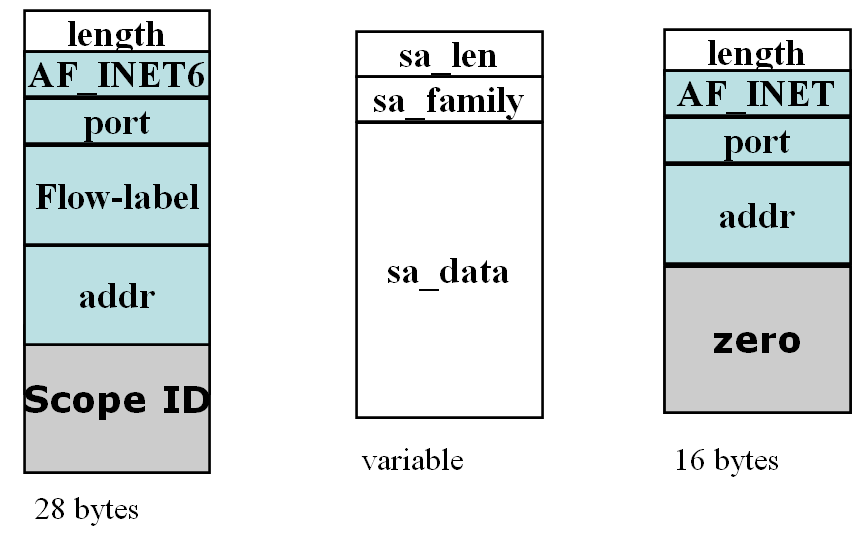 length
AF_INET6
port
Flow-label
addr
Scope ID
28 bytes
sa_len
sa_family
sa_data
variable
length
AF_INET
port
addr
zero
16 bytes